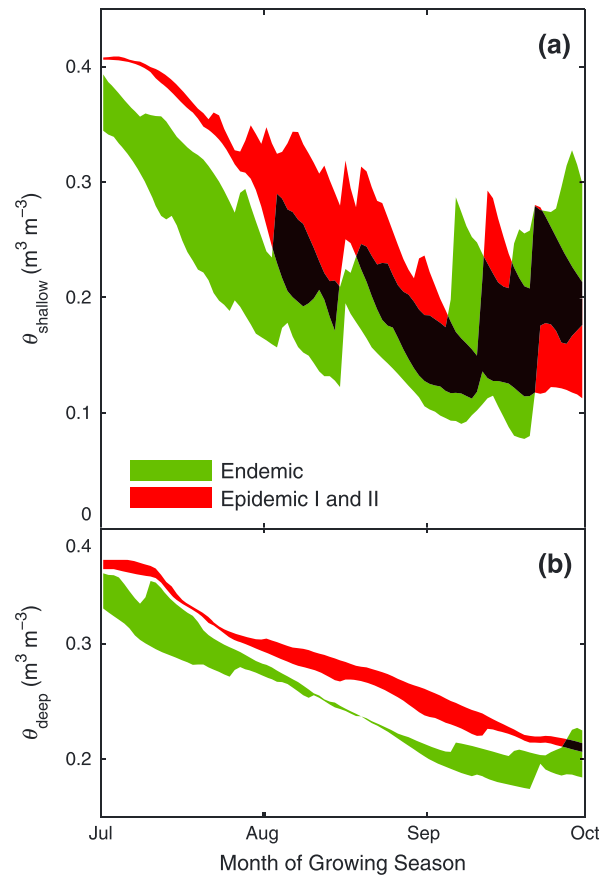 (a)
0.4
0.3
0.2
0.1
0
θshallow (m³ m⁻³)
Endemic
Epidemic I and II
(b)
0.4
0.3
0.2
θdeep (m³ m⁻³)
Jul Aug Sep Oct
Month of Growing Season